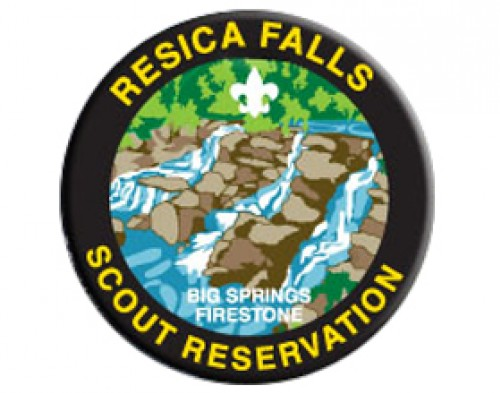 RESICA FALLS
BIG SPRINGS
FIRESTONE
SCOUT RESERVATION